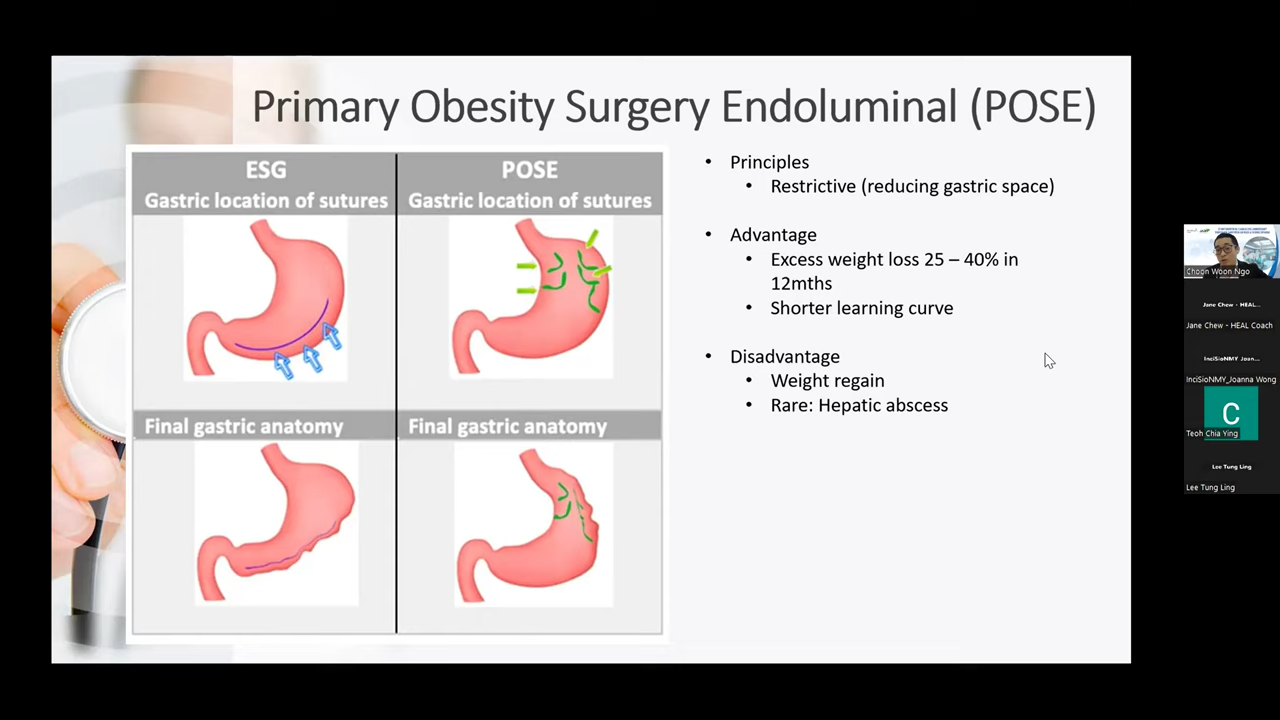 Primary Obesity Surgery Endoluminal (POSE)
ESG
Gastric location of sutures
POSE
Gastric location of sutures
Final gastric anatomy
Final gastric anatomy
• Principles
• Restrictive (reducing gastric space)
• Advantage
• Excess weight loss 25 – 40% in
12mths
• Shorter learning curve
• Disadvantage
• Weight regain
• Rare: Hepatic abscess
Choon Woon Ngo
Jane Chew - HEAL...
Jane Chew - HEAL Coach
InciSioNMY_Joan...
InciSioNMY_Joanna Wong
C
Teoh Chia Ying
Lee Tung Ling
Lee Tung Ling